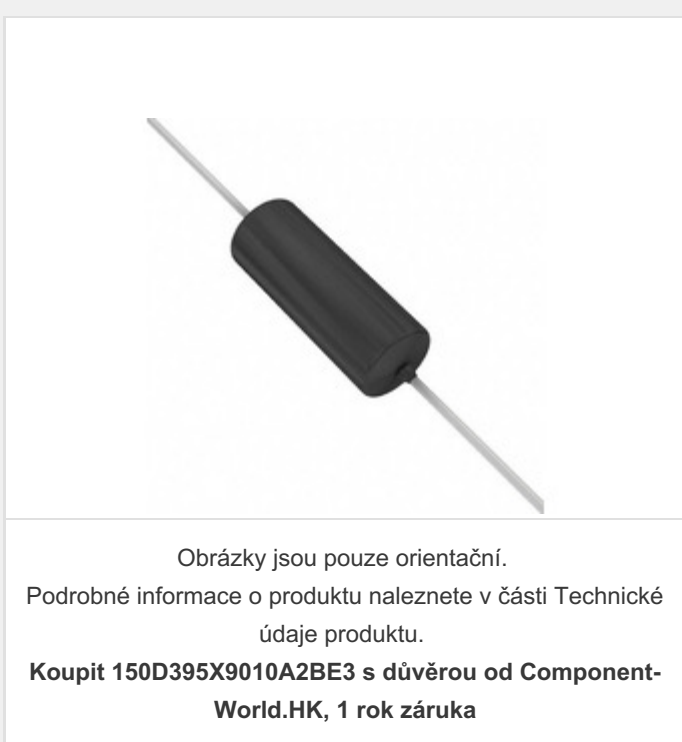 Obrázky jsou pouze orientační.
Podrobné informace o produktu naleznete v části Technické
údaje produktu.
Koupit 150D395X9010A2BE3 s důvěrou od Component-
World.HK, 1 rok záruka